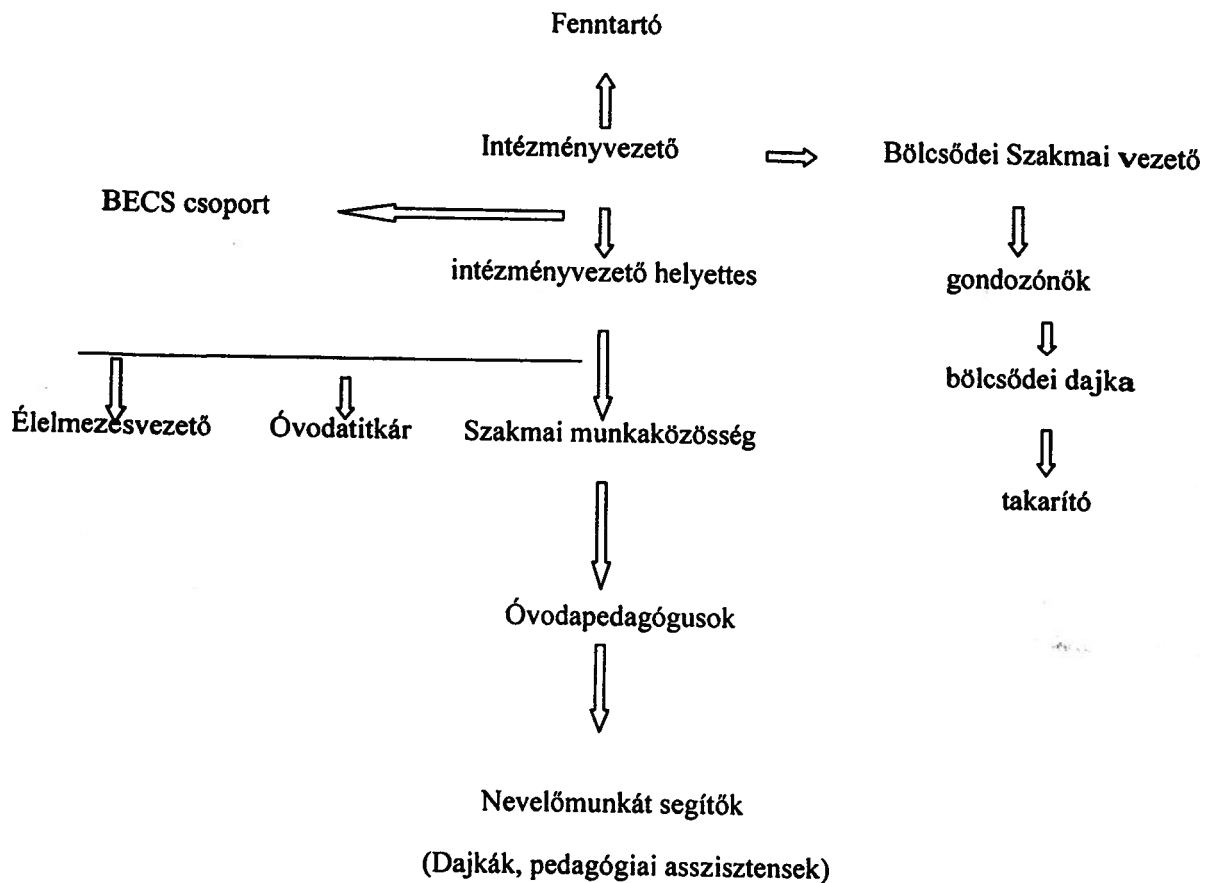 Fenntartó
Intézményvezető
Bölcsődei Szakmai vezető
BECS csoport
intézményvezető helyettes
gondozónők
bölcsődei dajka
Élelmezésvezető
Óvodatitkár
Szakmai munkaközösség
takarító
Óvodapedagógusok
Nevelőmunkát segítők
(Dajkák, pedagógiai asszisztensek)